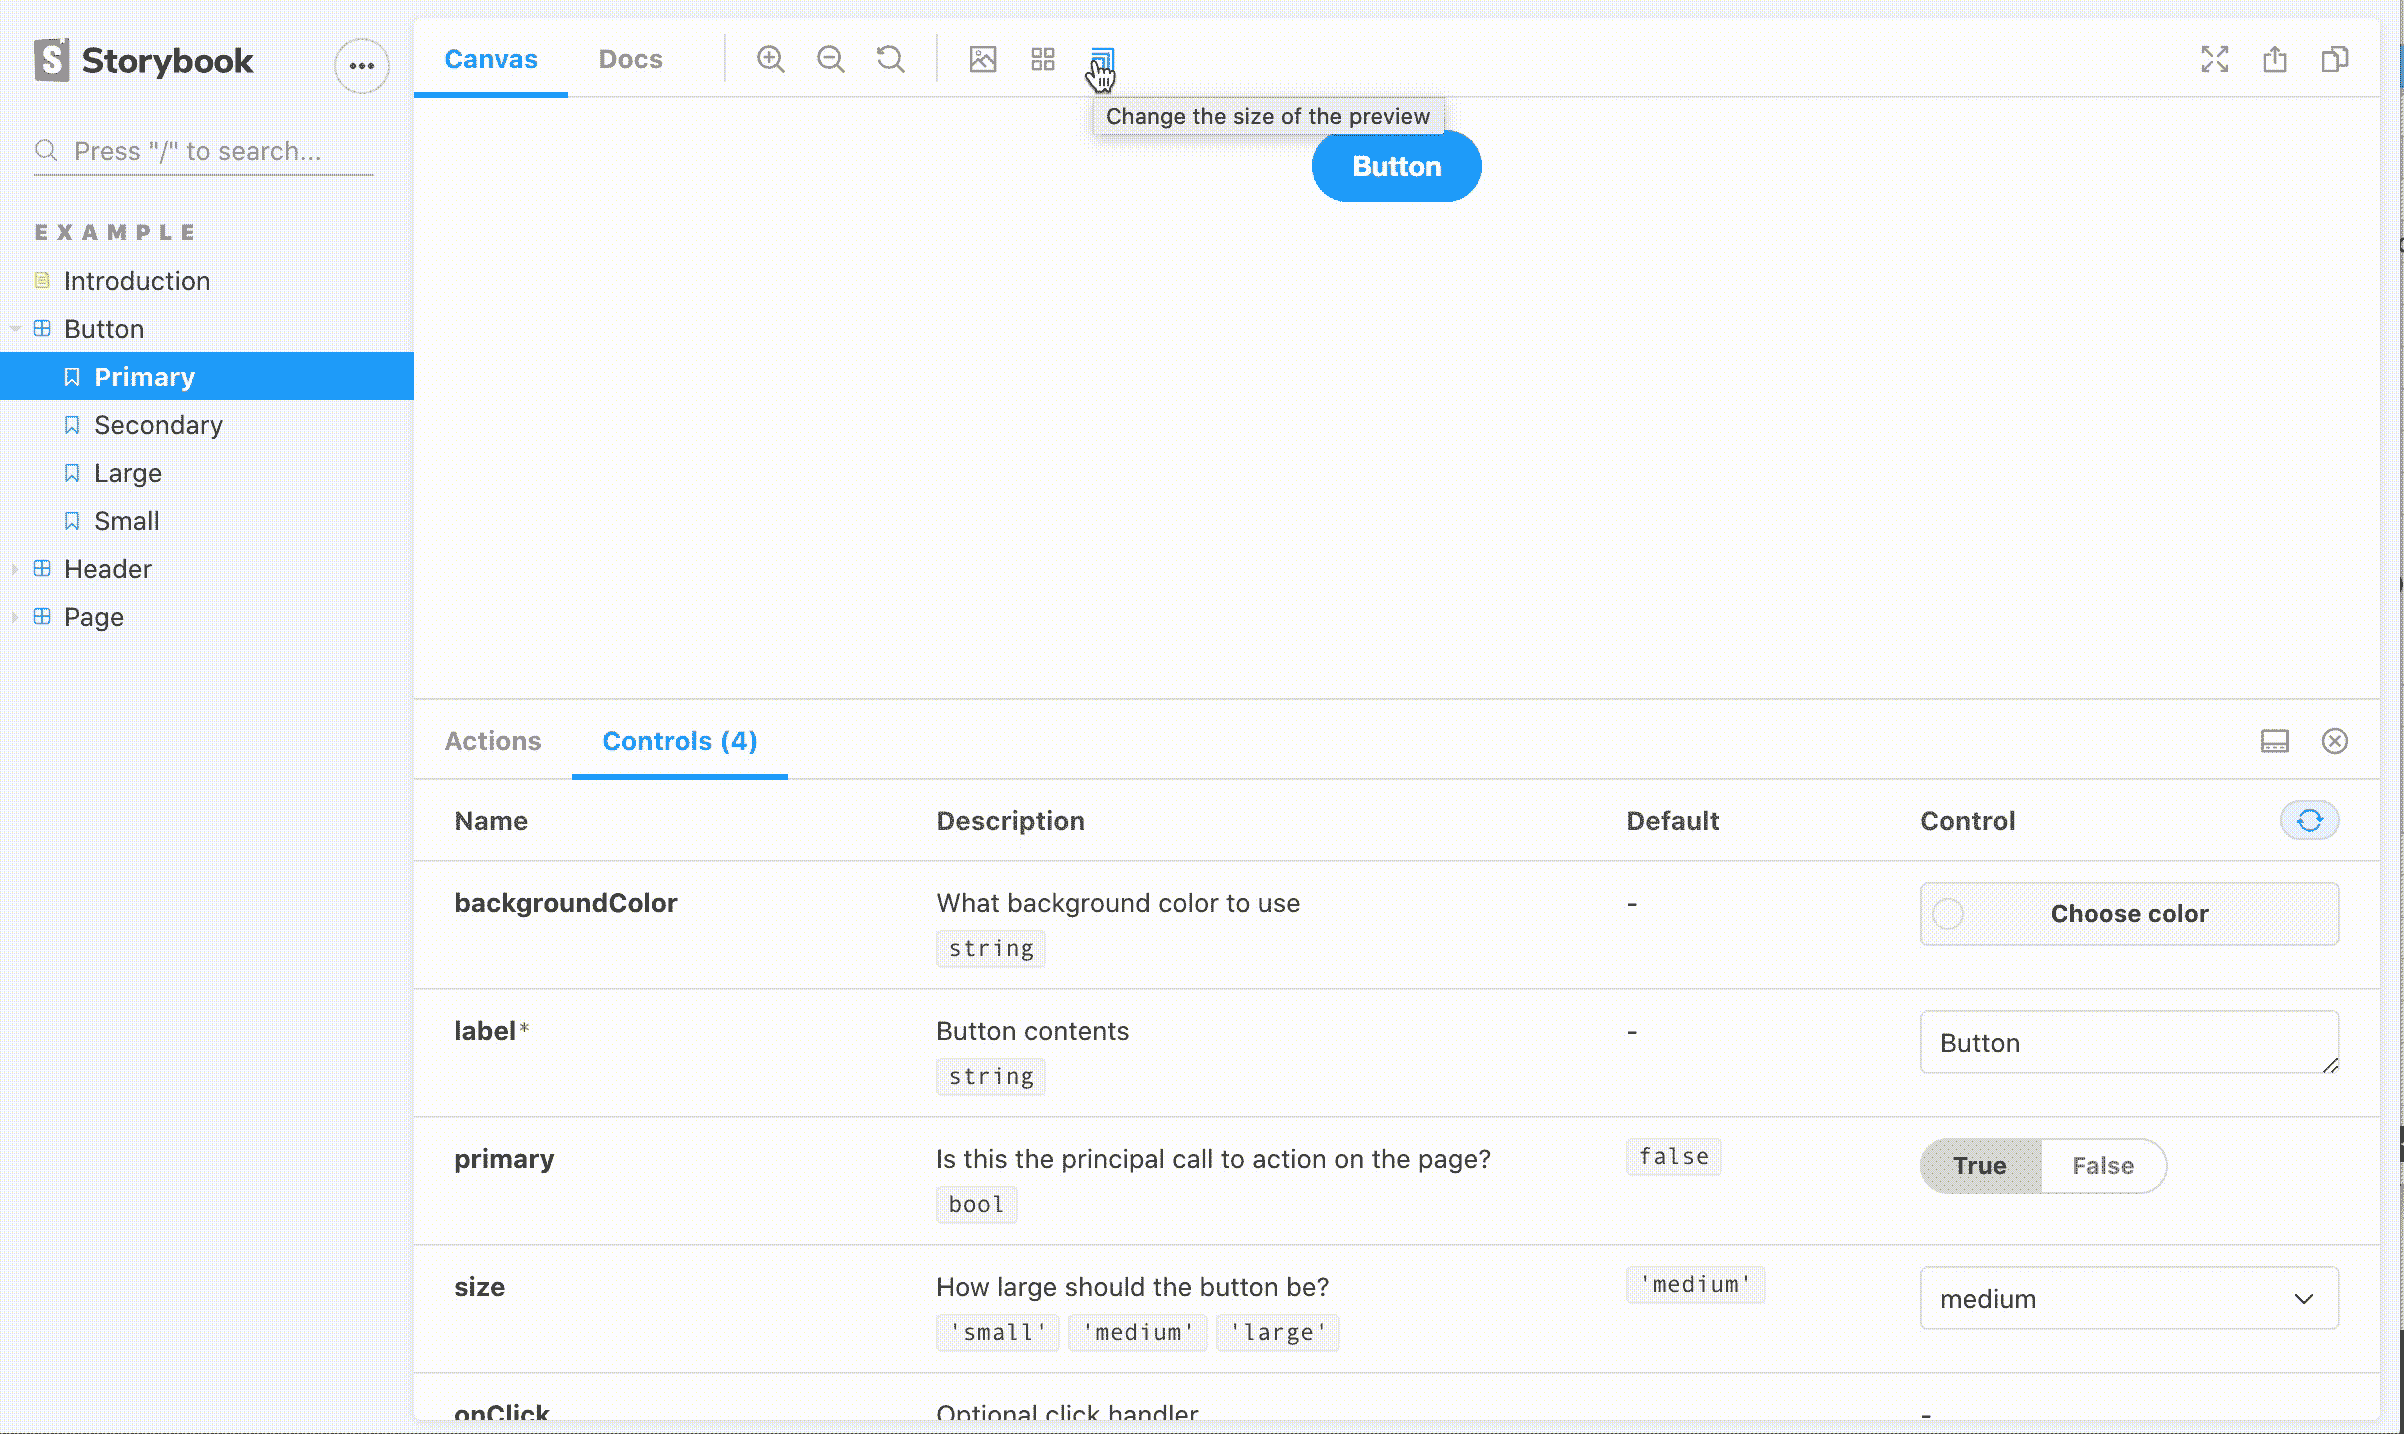 Storybook
Press "/" to search...
EXAMPLE
Introduction
Button
Primary
Secondary
Large
Small
Header
Page
Canvas Docs
Change the size of the preview
Button
Actions Controls (4)
Name Description Default Control
backgroundColor What background color to use - Choose color
string
label* Button contents - Button
string
primary Is this the principal call to action on the page? false True False
bool
size How large should the button be? 'medium' medium
'small' 'medium' 'large'
onClick Optional click handler -